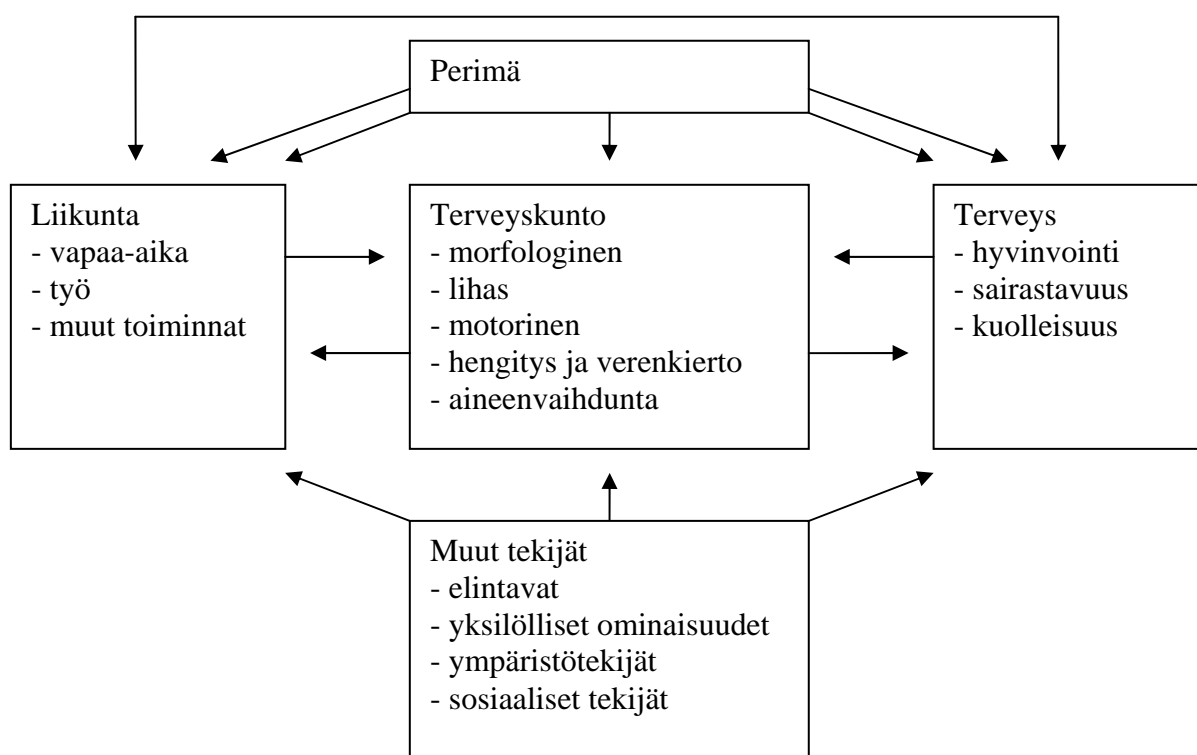 Perimä
Liikunta
- vapaa-aika
- työ
- muut toiminnat
Terveyskunto
- morfologinen
- lihas
- motorinen
- hengitys ja verenkierto
- aineenvaihdunta
Terveys
- hyvinvointi
- sairastavuus
- kuolleisuus
Muut tekijät
- elintavat
- yksilölliset ominaisuudet
- ympäristötekijät
- sosiaaliset tekijät